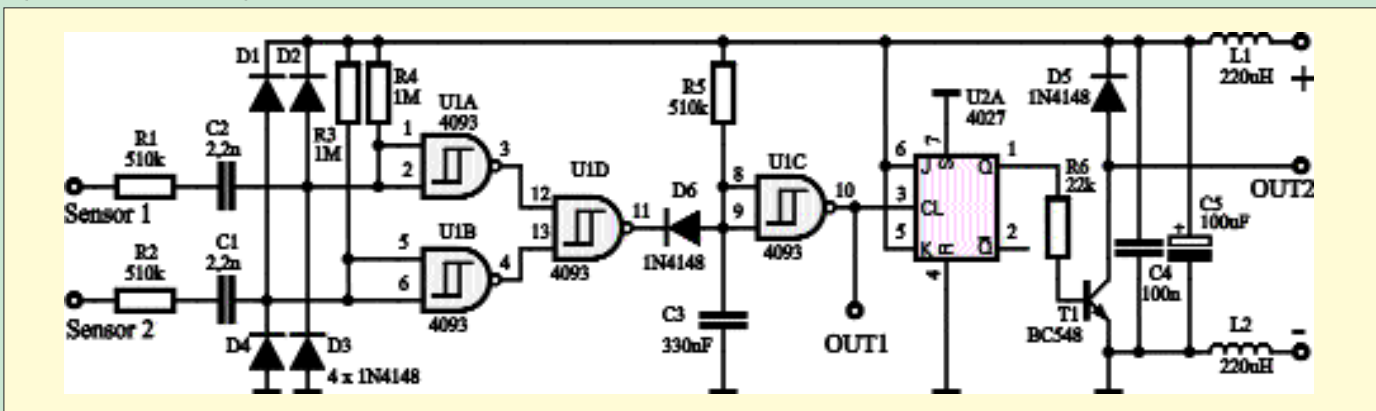 D1
D2
R4
1M
R3
1M
C2
2,2n
R1
510k
Sensor 1
C1
2,2n
R2
510k
Sensor 2
D4
D3
4 x 1N4148
U1A
4093
1
2
3
U1B
4093
5
6
4
U1D
4093
12
13
11
D6
1N4148
R5
510k
C3
330nF
U1C
4093
8
9
10
OUT1
U2A
4027
7
6
3
5
4
1
2
J
CL
K
S
R
Q
Q
R6
22k
T1
BC548
D5
1N4148
C4
100n
C5
100uF
+
L1
220uH
+
OUT2
L2
220uH
-